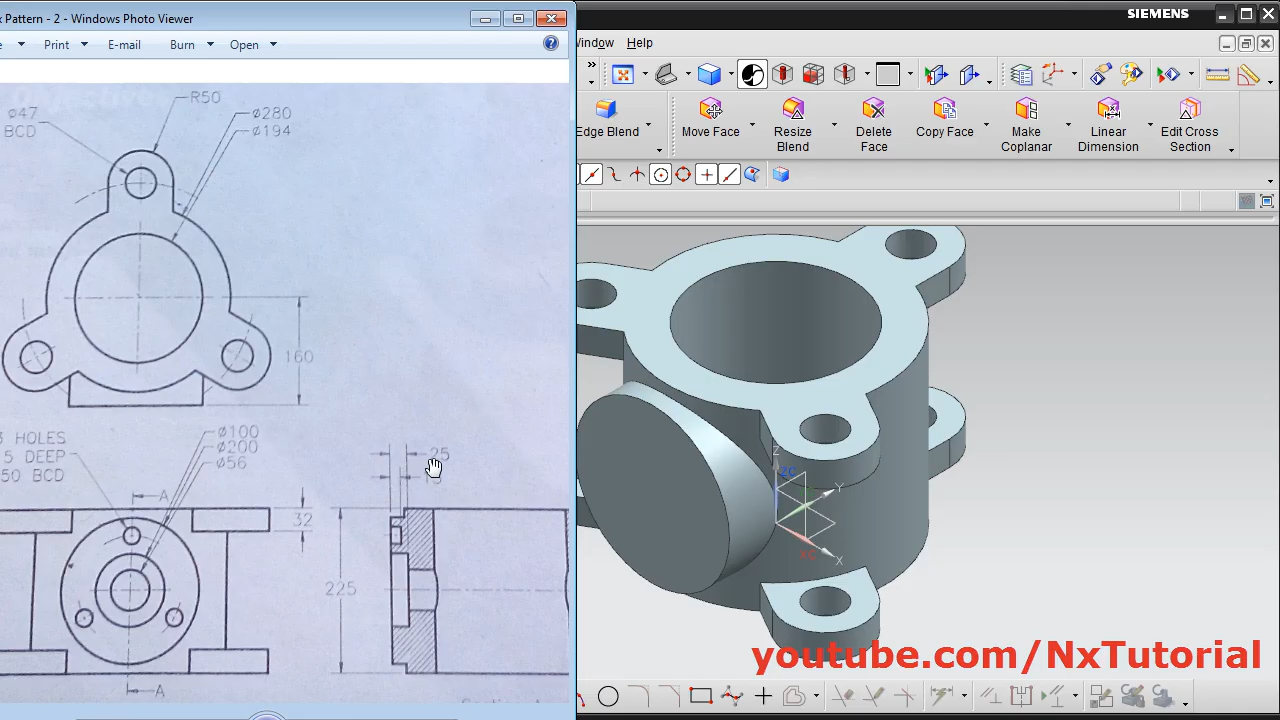 x Pattern - 2 - Windows Photo Viewer
Print
E-mail
Burn
Open
SIEMENS
Window
Help
Edge Blend
Move Face
Resize
Blend
Delete
Face
Copy Face
Make
Coplanar
Linear
Dimension
Edit Cross
Section
ø47
BCD
R50
ø280
ø194
160
HOLES
5 DEEP
50 BCD
ø100
ø200
ø56
A
32
25
225
A
Z
ZC
Y
XC
X
youtube.com/NxTutorial